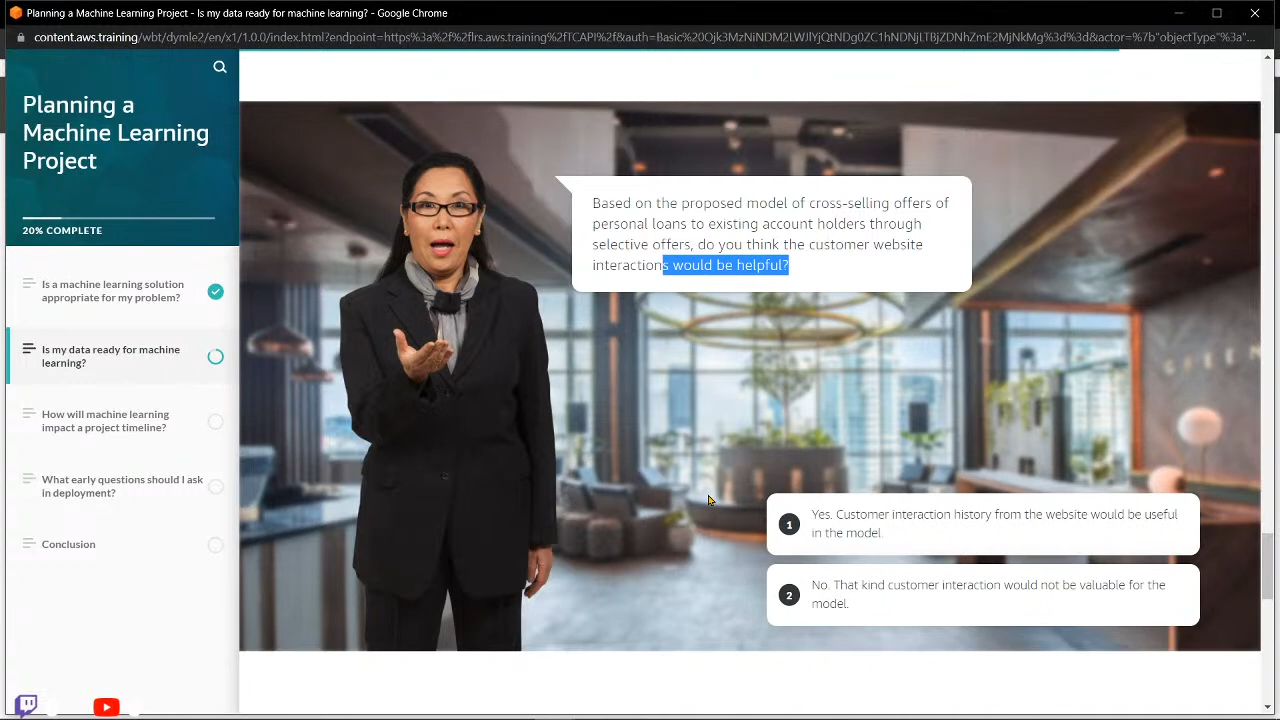 Planning a Machine Learning Project - Is my data ready for machine learning? - Google Chrome
content.aws.training/wbt/dymle2/en/x1/1.0.0/index.html?endpoint=https%3a%2f%2flrs.aws.training%2fTCAPI%2f&auth=Basic%20Ojk3MzNiNDM2LWJlYjQtNDg0ZC1hNDNjLTBjZDNhZmE2MjNkMg%3d%3d&actor=%7b"objectType"%3a"...
Planning a
Machine Learning
Project
20% COMPLETE
Is a machine learning solution
appropriate for my problem?
Is my data ready for machine
learning?
How will machine learning
impact a project timeline?
What early questions should I ask
in deployment?
Conclusion
Based on the proposed model of cross-selling offers of
personal loans to existing account holders through
selective offers, do you think the customer website
interactions would be helpful?
1
Yes. Customer interaction history from the website would be useful
in the model.
2
No. That kind customer interaction would not be valuable for the
model.